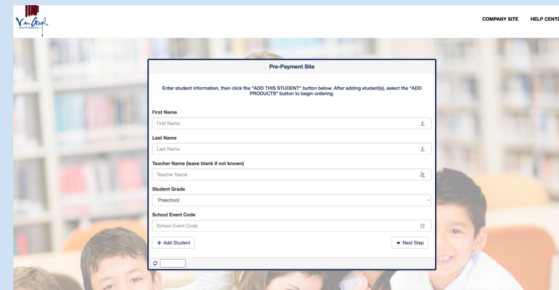 Van Gogh
COMPANY SITE HELP CENT
Pre-Payment Site
Enter student information, then click the "ADD THIS STUDENT" button below. After adding student(s), select the "ADD
PRODUCTS" button to begin ordering.
First Name
First Name
Last Name
Last Name
Teacher Name (leave blank if not known)
Teacher Name
Student Grade
Preschool
School Event Code
School Event Code
+ Add Student
Next Step